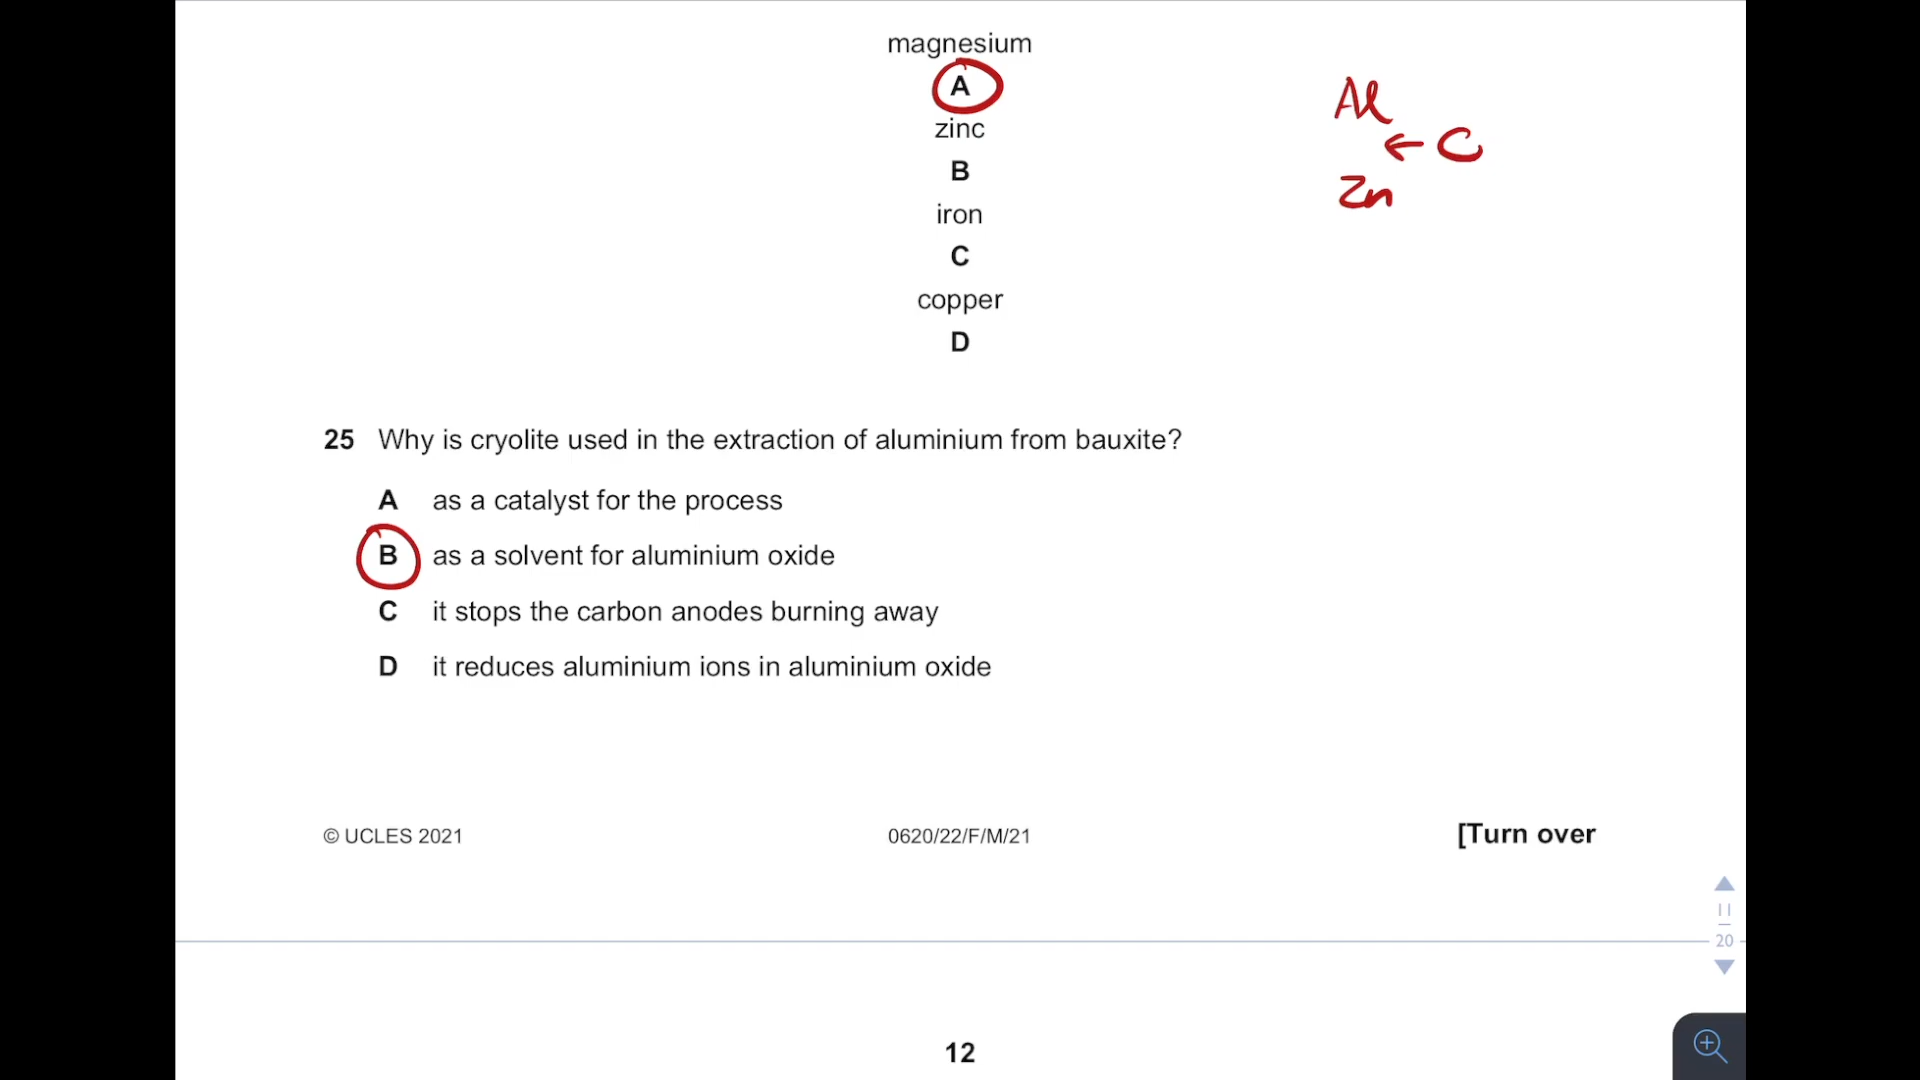 magnesium
A
zinc
B
iron
C
copper
D
Al
← C
Zn
25 Why is cryolite used in the extraction of aluminium from bauxite?
A as a catalyst for the process
B as a solvent for aluminium oxide
C it stops the carbon anodes burning away
D it reduces aluminium ions in aluminium oxide
© UCLES 2021 0620/22/F/M/21 [Turn over
11
20
12